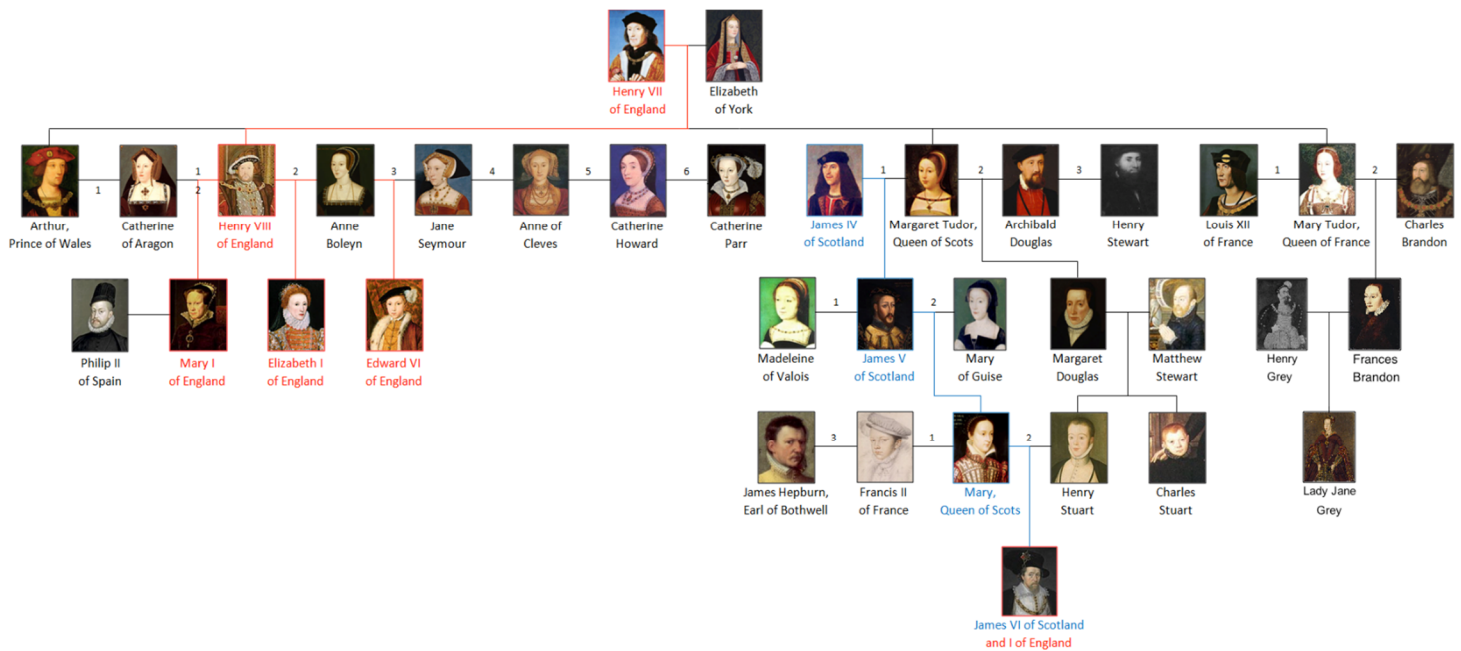 Henry VII
of England
Elizabeth
of York
1
1
2
2
3
4
5
6
1
2
3
1
2
Arthur,
Prince of Wales
Catherine
of Aragon
Henry VIII
of England
Anne
Boleyn
Jane
Seymour
Anne of
Cleves
Catherine
Howard
Catherine
Parr
James IV
of Scotland
Margaret Tudor,
Queen of Scots
Archibald
Douglas
Henry
Stewart
Louis XII
of France
Mary Tudor,
Queen of France
Charles
Brandon
1
2
Philip II
of Spain
Mary I
of England
Elizabeth I
of England
Edward VI
of England
Madeleine
of Valois
James V
of Scotland
Mary
of Guise
Margaret
Douglas
Matthew
Stewart
Henry
Grey
Frances
Brandon
3
1
2
James Hepburn,
Earl of Bothwell
Francis II
of France
Mary,
Queen of Scots
Henry
Stuart
Charles
Stuart
Lady Jane
Grey
James VI of Scotland
and I of England